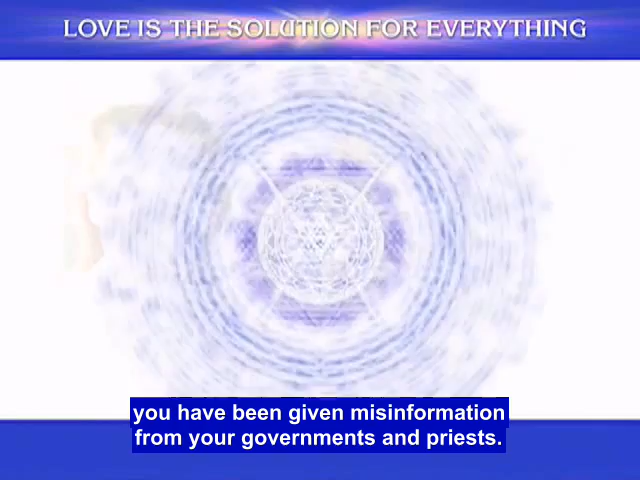 LOVE IS THE SOLUTION FOR EVERYTHING
you have been given misinformation
from your governments and priests.